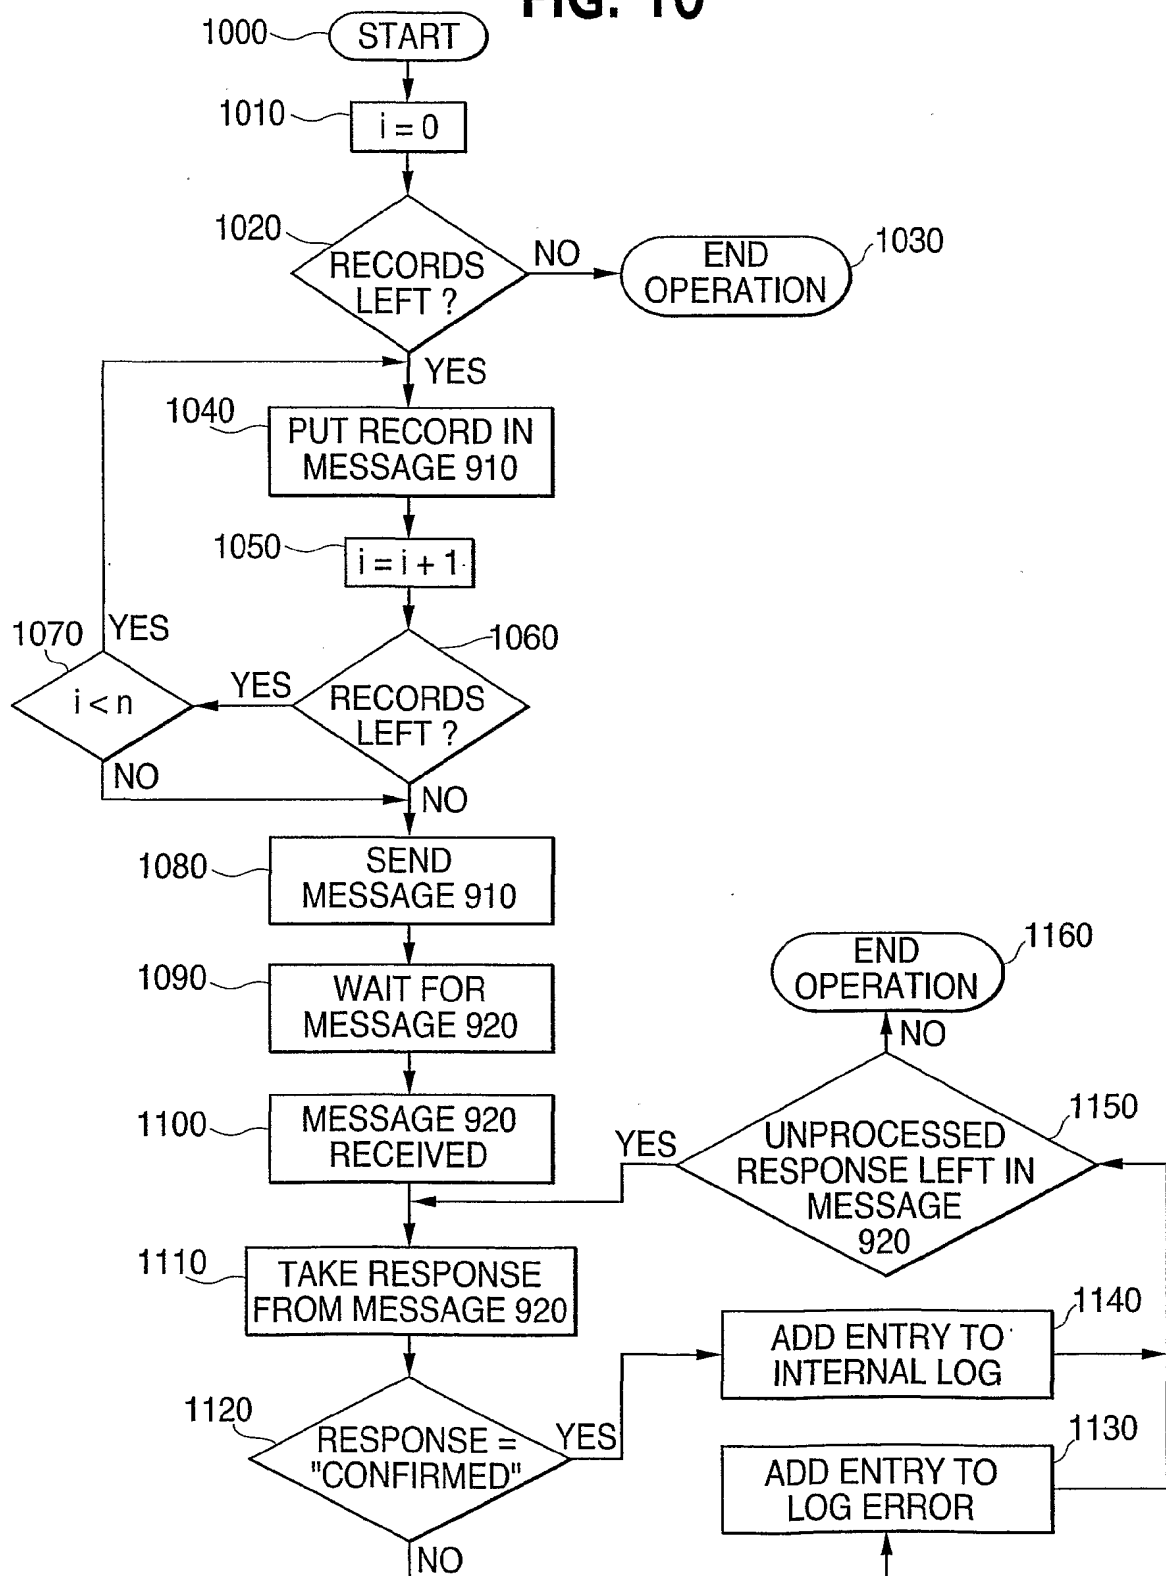 FIG. 10
1000
START
1010
i = 0
1020
RECORDS
LEFT ?
NO
END
OPERATION
1030
YES
1040
PUT RECORD IN
MESSAGE 910
1050
i = i + 1
1060
RECORDS
LEFT ?
YES
1070
i < n
YES
NO
NO
1080
SEND
MESSAGE 910
1090
WAIT FOR
MESSAGE 920
1100
MESSAGE 920
RECEIVED
1110
TAKE RESPONSE
FROM MESSAGE 920
1120
RESPONSE =
"CONFIRMED"
YES
NO
1130
ADD ENTRY TO
LOG ERROR
1140
ADD ENTRY TO
INTERNAL LOG
1150
UNPROCESSED
RESPONSE LEFT IN
MESSAGE
920
YES
NO
1160
END
OPERATION